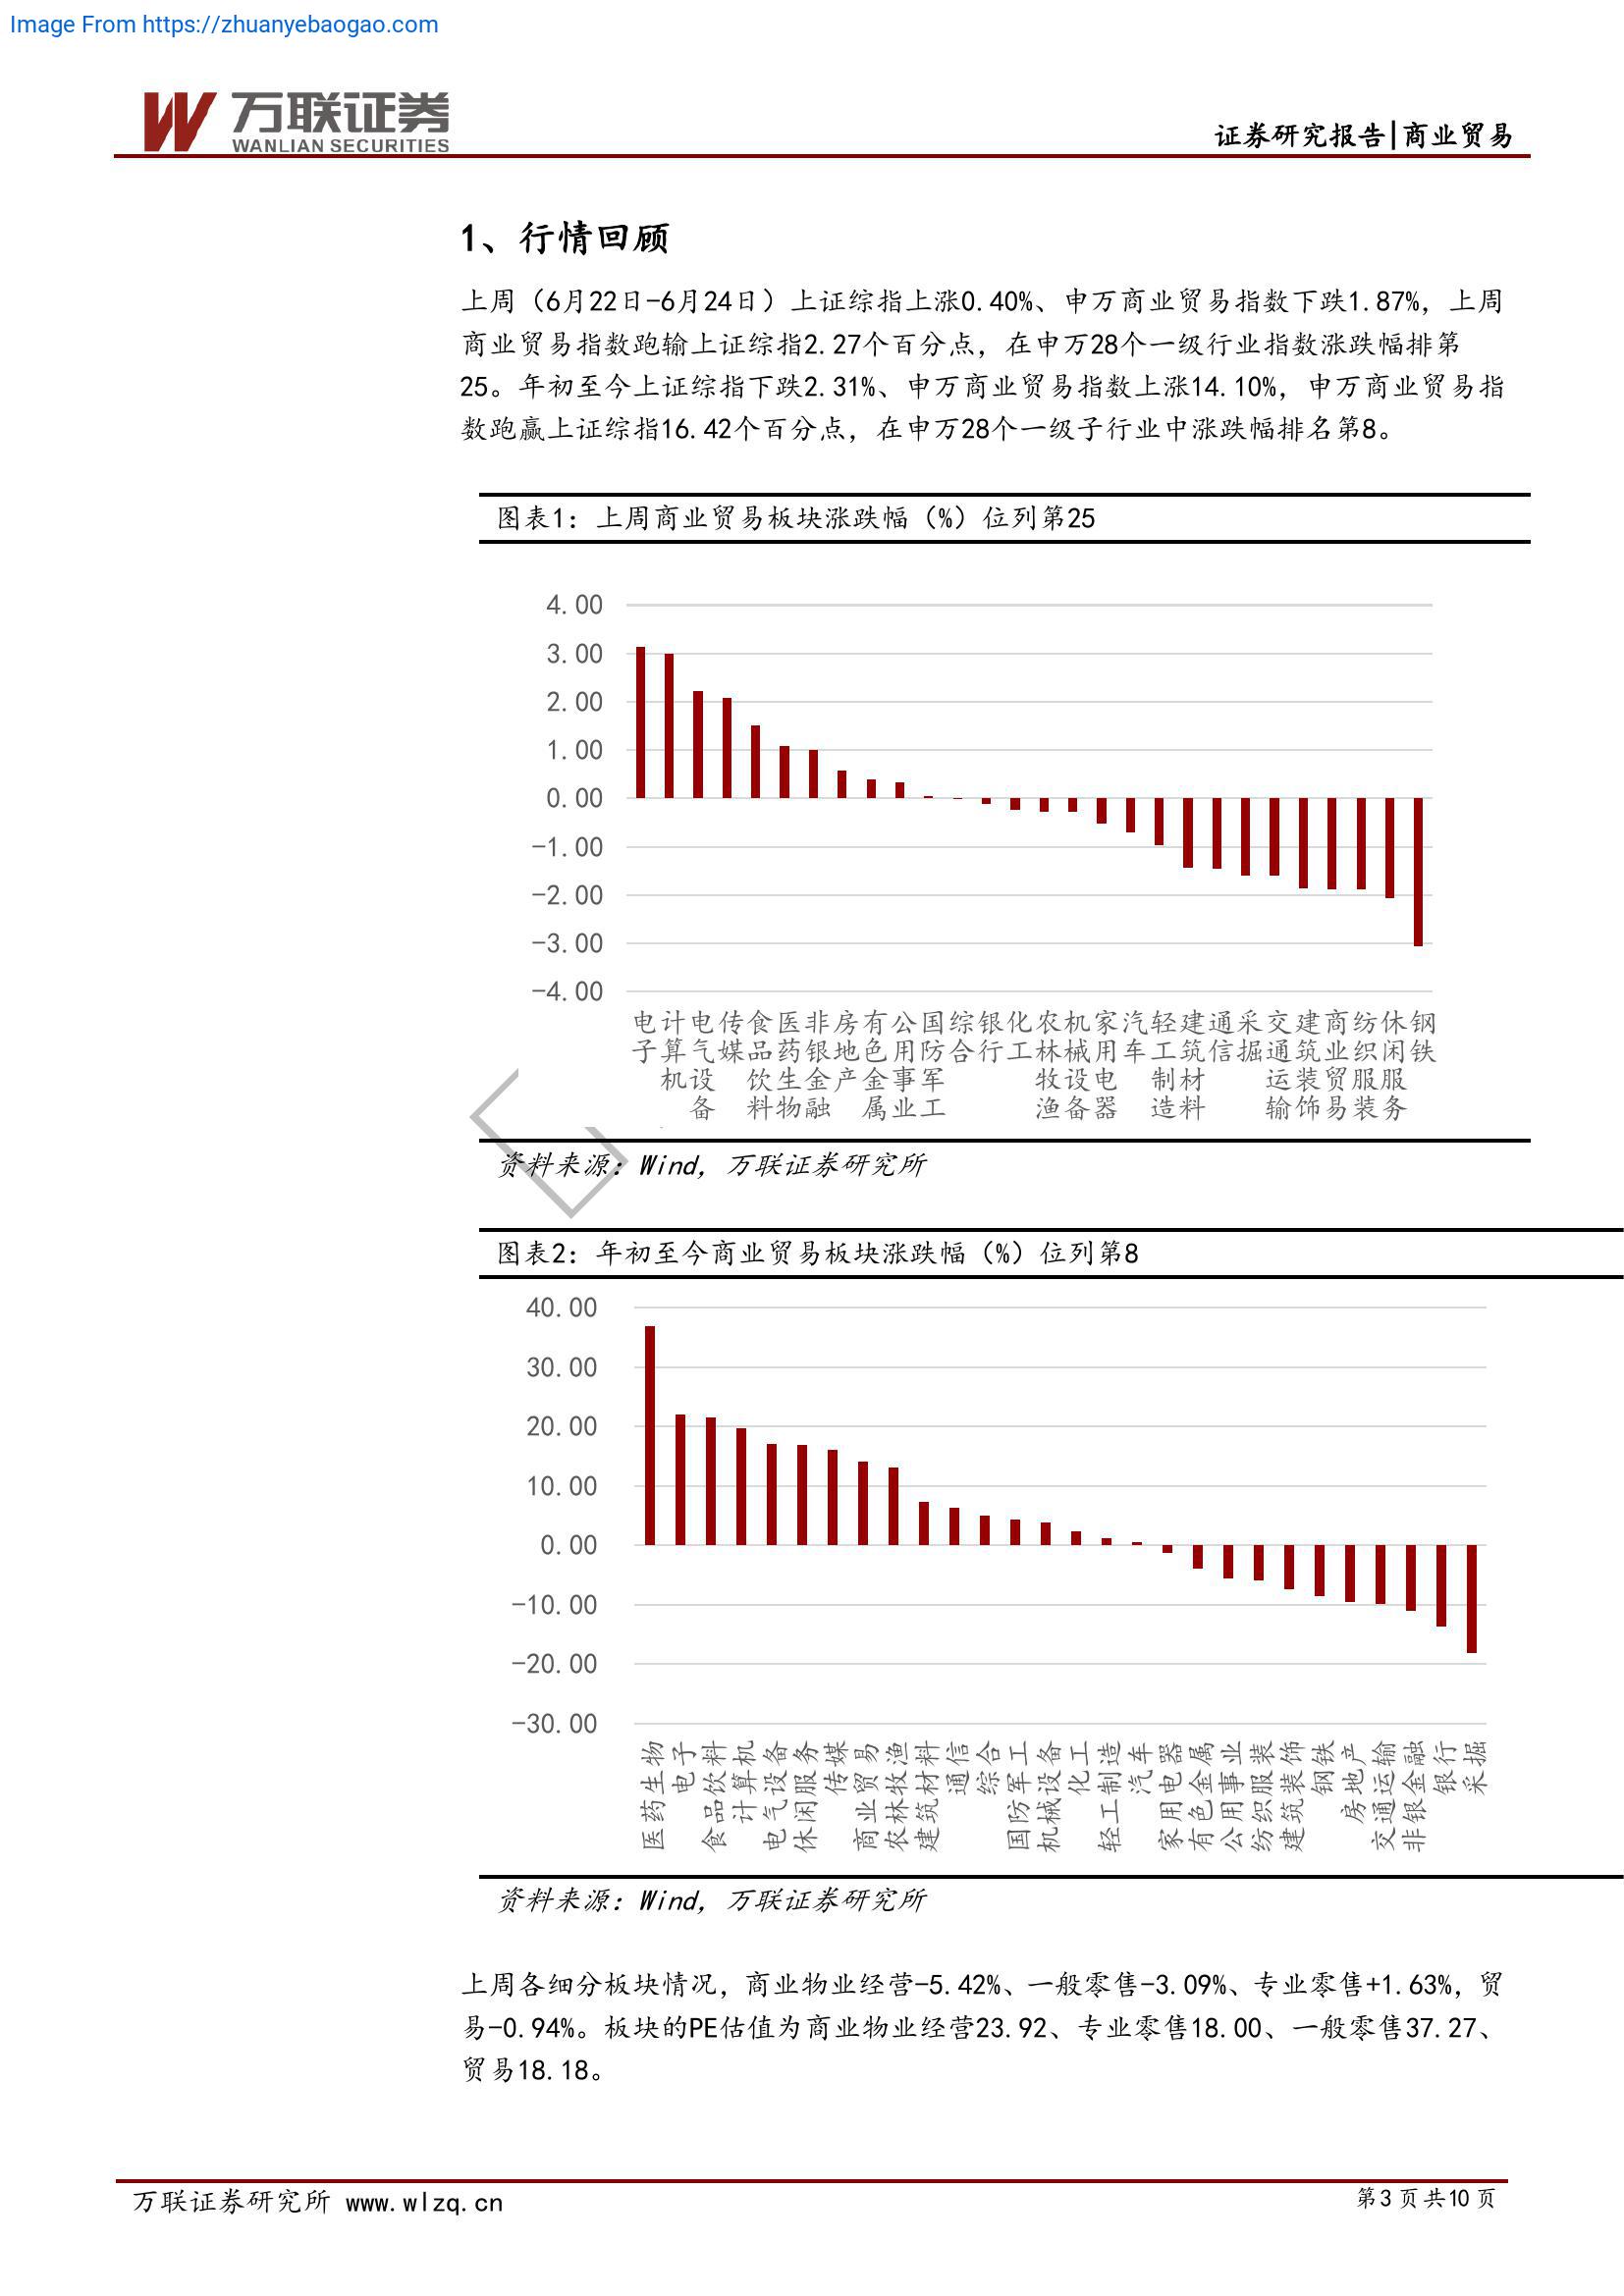 Image From https://zhuanyebaogao.com
万联证券
WANLIAN SECURITIES
证券研究报告|商业贸易
1、行情回顾
上周（6月22日-6月24日）上证综指上涨0.40%、申万商业贸易指数下跌1.87%，上周
商业贸易指数跑输上证综指2.27个百分点，在申万28个一级行业指数涨跌幅排第
25。年初至今上证综指下跌2.31%、申万商业贸易指数上涨14.10%，申万商业贸易指
数跑赢上证综指16.42个百分点，在申万28个一级子行业中涨跌幅排名第8。
图表1：上周商业贸易板块涨跌幅（%）位列第25
4.00
3.00
2.00
1.00
0.00
-1.00
-2.00
-3.00
-4.00
电子
计算机
电气设备
传媒
食品饮料
医药生物
非银金融
房地产
有色金属
公用事业
国防军工
综合
银行
化工
农林牧渔
机械设备
家用电器
汽车
轻工制造
建筑材料
通信
采掘
交通运输
建筑装饰
商业贸易
纺织服装
休闲服务
钢铁
资料来源：Wind，万联证券研究所
图表2：年初至今商业贸易板块涨跌幅（%）位列第8
40.00
30.00
20.00
10.00
0.00
-10.00
-20.00
-30.00
医药生物
电子
食品饮料
计算机
电气设备
休闲服务
传媒
商业贸易
农林牧渔
建筑材料
通信
综合
国防军工
机械设备
化工
轻工制造
汽车
家用电器
有色金属
公用事业
纺织服装
建筑装饰
钢铁
房地产
交通运输
非银金融
银行
采掘
资料来源：Wind，万联证券研究所
上周各细分板块情况，商业物业经营-5.42%、一般零售-3.09%、专业零售+1.63%，贸
易-0.94%。板块的PE估值为商业物业经营23.92、专业零售18.00、一般零售37.27、
贸易18.18。
万联证券研究所 www.wlzq.cn
第3页共10页